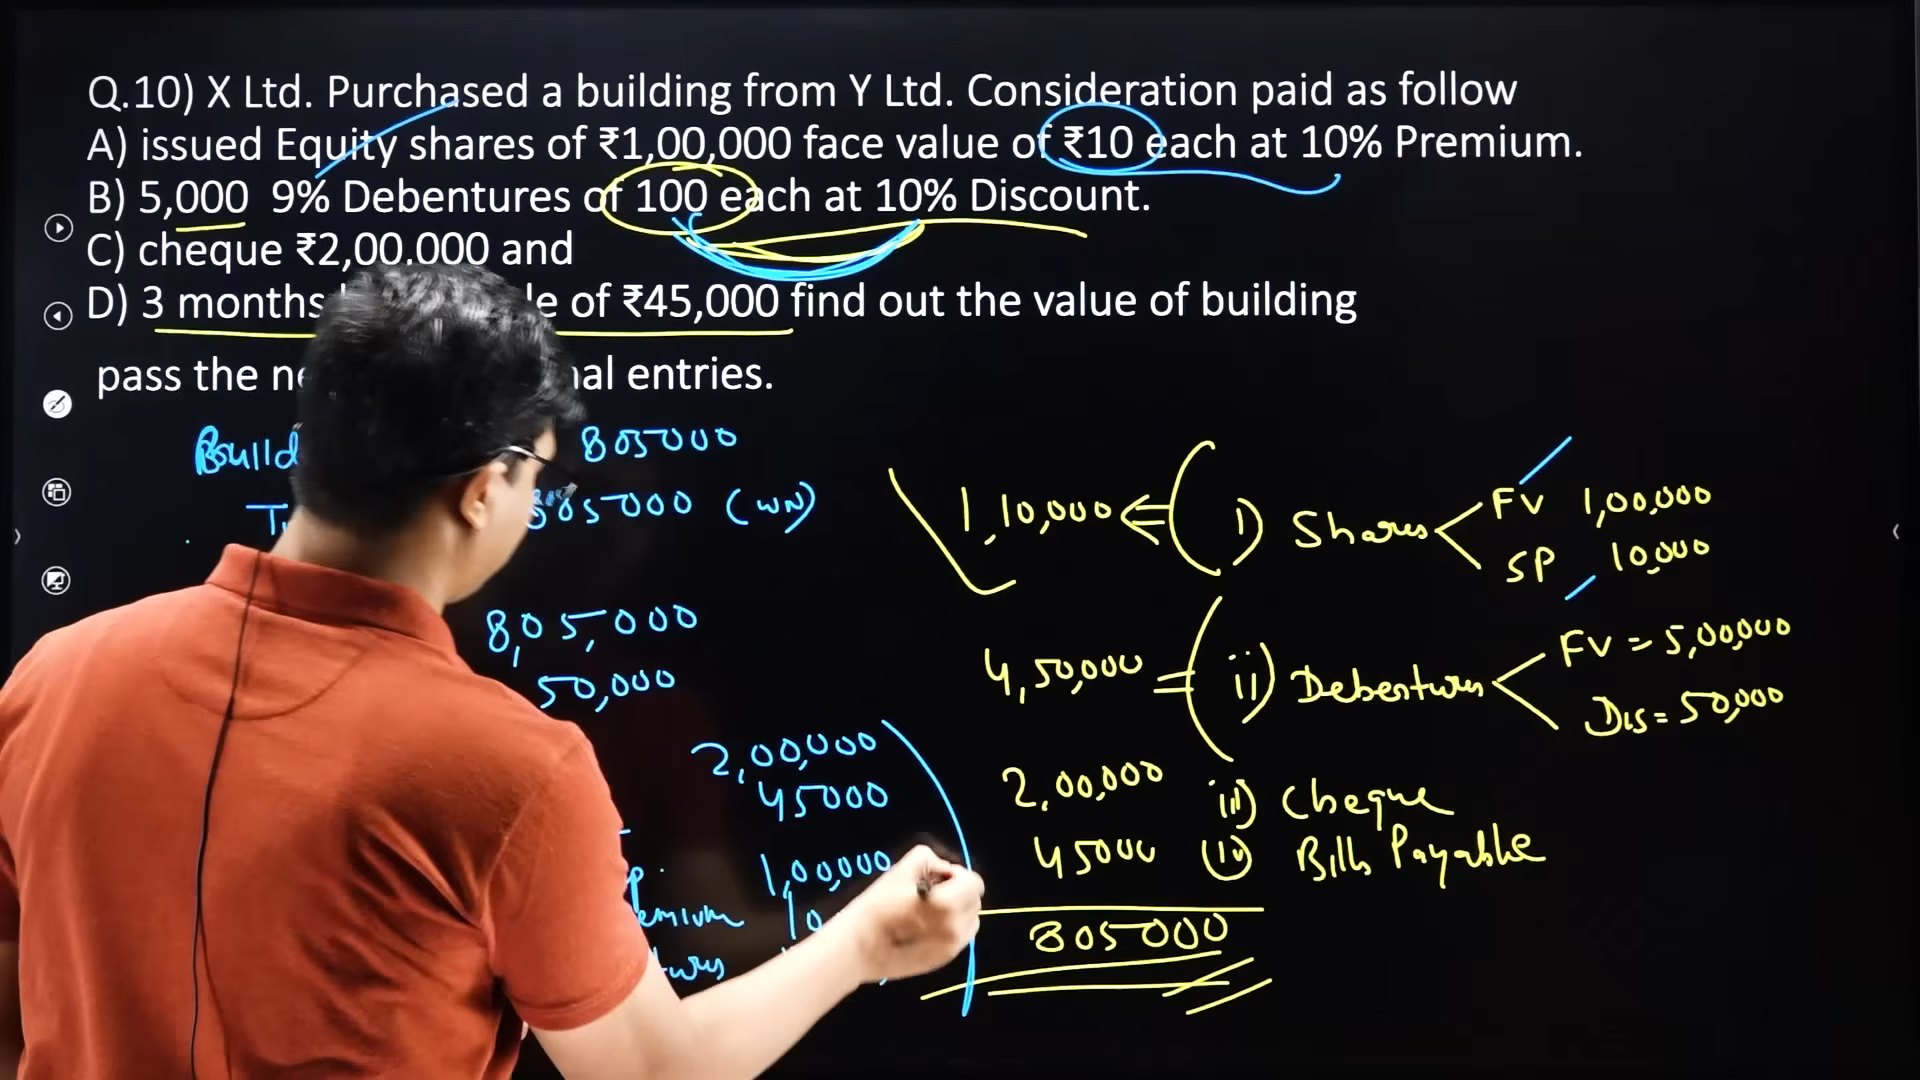 Q.10) X Ltd. Purchased a building from Y Ltd. Consideration paid as follow
A) issued Equity shares of ₹1,00,000 face value of ₹10 each at 10% Premium.
B) 5,000 9% Debentures of 100 each at 10% Discount.
C) cheque ₹2,00,000 and
D) 3 months of ₹45,000 find out the value of building
pass the entries.
805000
805000 (WN)
8,05,000
50,000
2,00,000
45000
1,00,000
1,10,000 i) Shares FV 1,00,000
SP 10,000
4,50,000 = ii) Debentures FV = 5,00,000
Dis = 50,000
2,00,000 iii) Cheque
45000 (iv) Bills Payable
805000